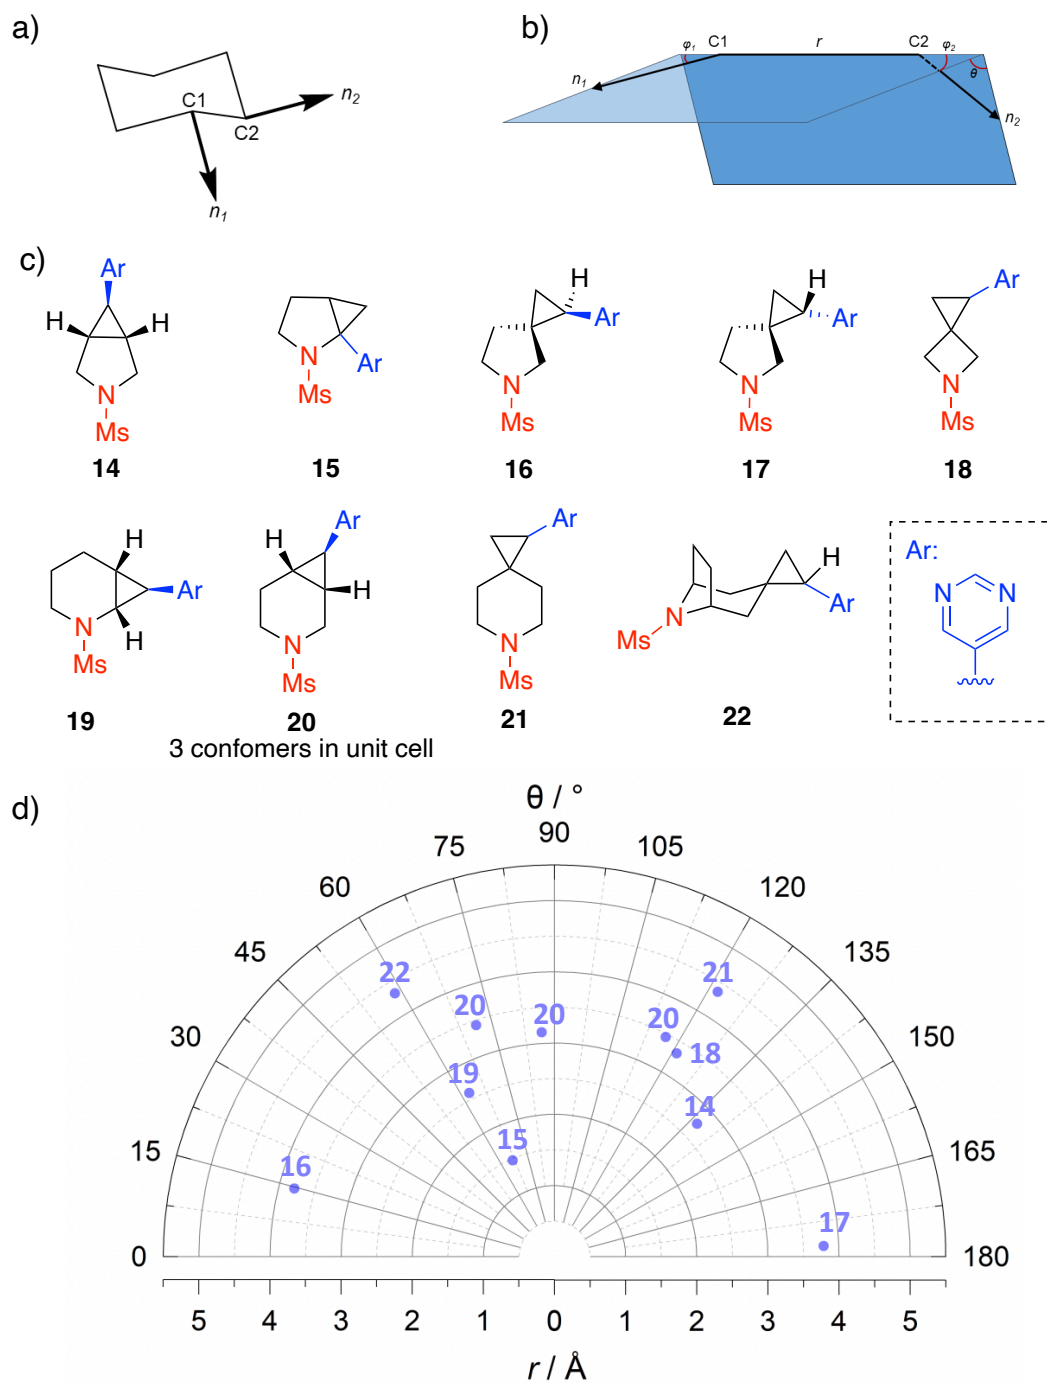 a)
C1
C2
n2
n1
b)
φ1 C1 r C2 φ2
n1
θ
n2
c)
Ar
H H
N
Ms
14
N
Ar
Ms
15
H
Ar
N
Ms
16
H
Ar
N
Ms
17
Ar
N
Ms
18
H
Ar
N
H
Ms
19
Ar
H
H
N
Ms
20
3 confomers in unit cell
Ar
N
Ms
21
H
Ar
N
Ms
22
Ar:
N N
d)
θ / °
0 15 30 45 60 75 90 105 120 135 150 165 180
22
21
20
20
20
18
19
14
15
16
17
5 4 3 2 1 0 1 2 3 4 5
r / Å